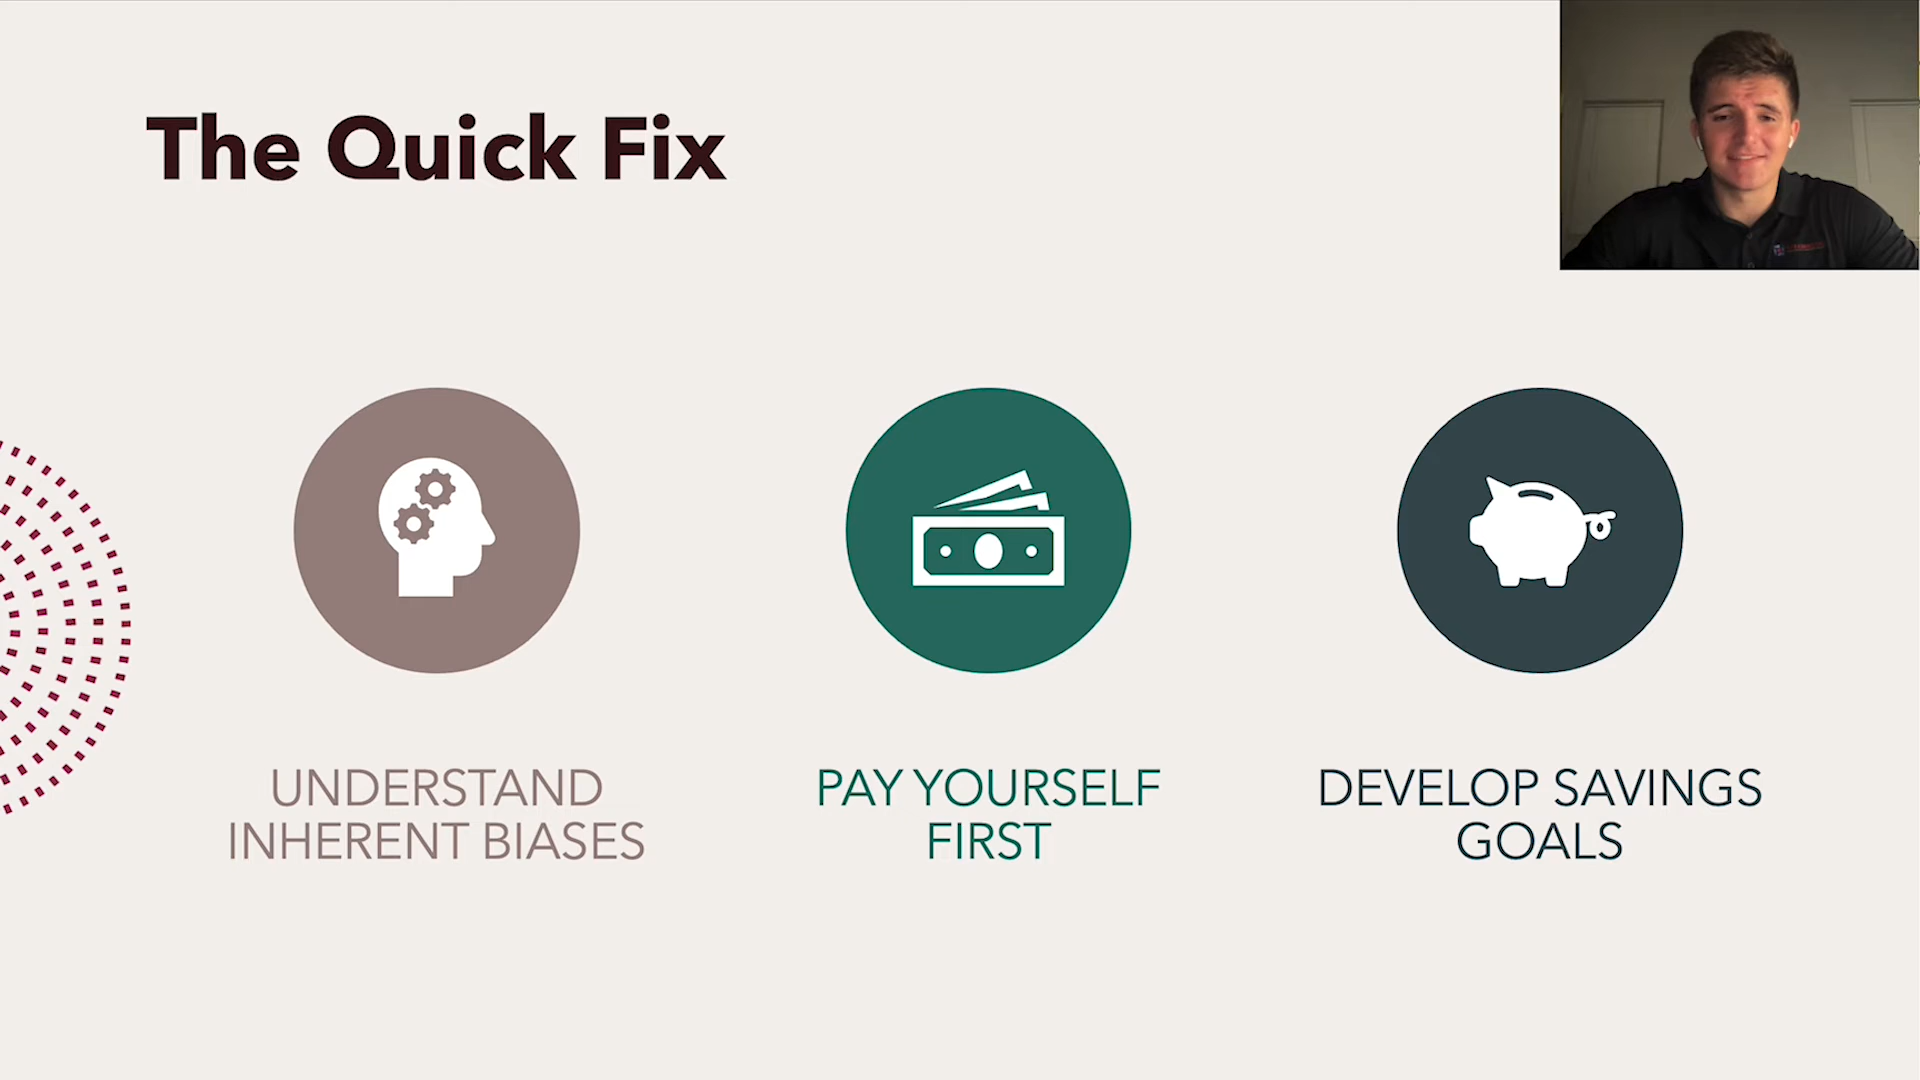 The Quick Fix
UNDERSTAND
INHERENT BIASES
PAY YOURSELF
FIRST
DEVELOP SAVINGS
GOALS